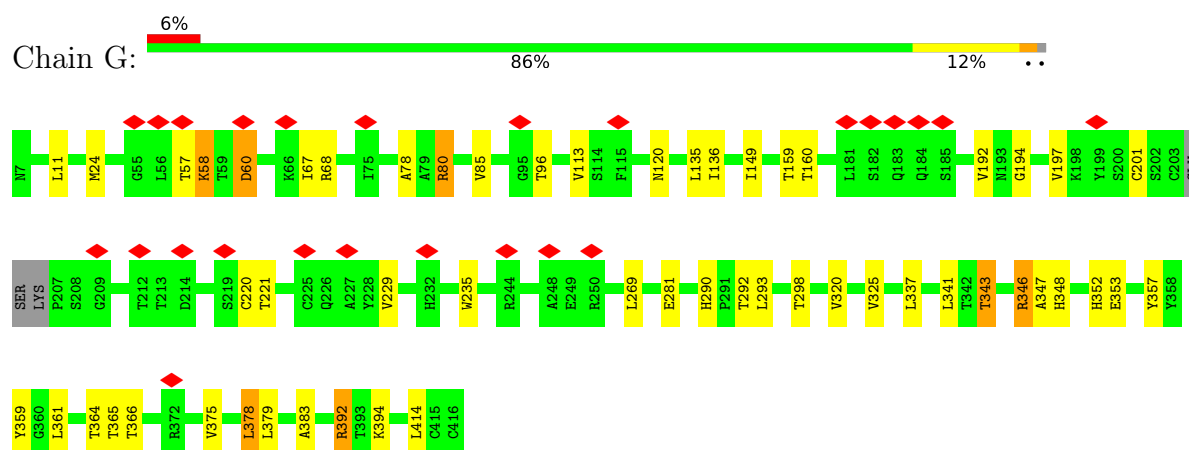 6%
Chain G:
86% 12% • •
N7 L11 M24 G55 L56 T57 K58 T59 D60 K66 I67 R68 I75 A78 A79 R80 V85 G95 T96 V113 S114 F115 N120 L135 I136 I149 T159 T160 L181 S182 Q183 Q184 S185 V192 N193 G194 V197 K198 Y199 S200 C201 S202 C203
SER LYS P207 S208 G209 T212 T213 D214 S219 C220 T221 C225 Q226 A227 Y228 V229 H232 W235 R244 A248 E249 R250 L269 E281 H290 P291 T292 L293 T298 V320 V325 L337 L341 T342 T343 R346 A347 H348 H352 E353 Y357 Y358
Y359 G360 L361 T364 T365 T366 R372 V375 L378 L379 A383 R392 T393 K394 L414 C415 C416